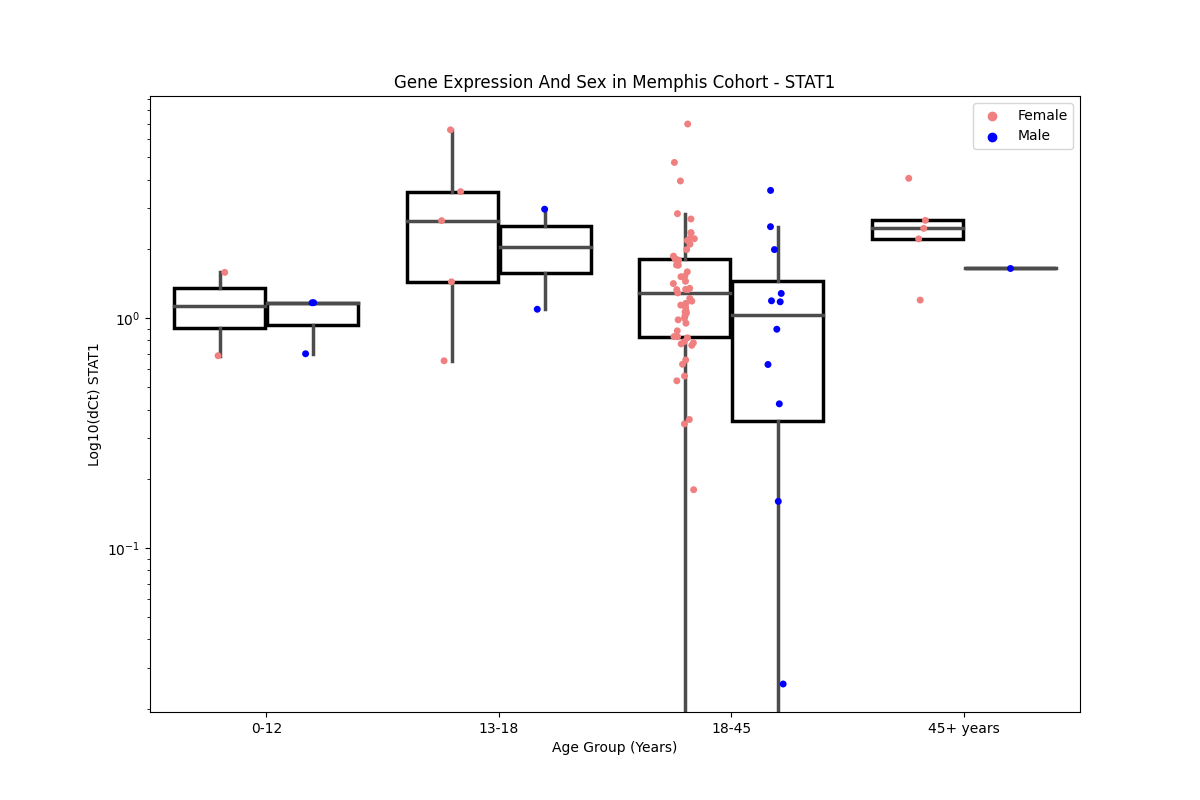 Gene Expression And Sex in Memphis Cohort - STAT1
Female
Male
Log10(dCt) STAT1
10⁰
10⁻¹
0-12
13-18
18-45
45+ years
Age Group (Years)